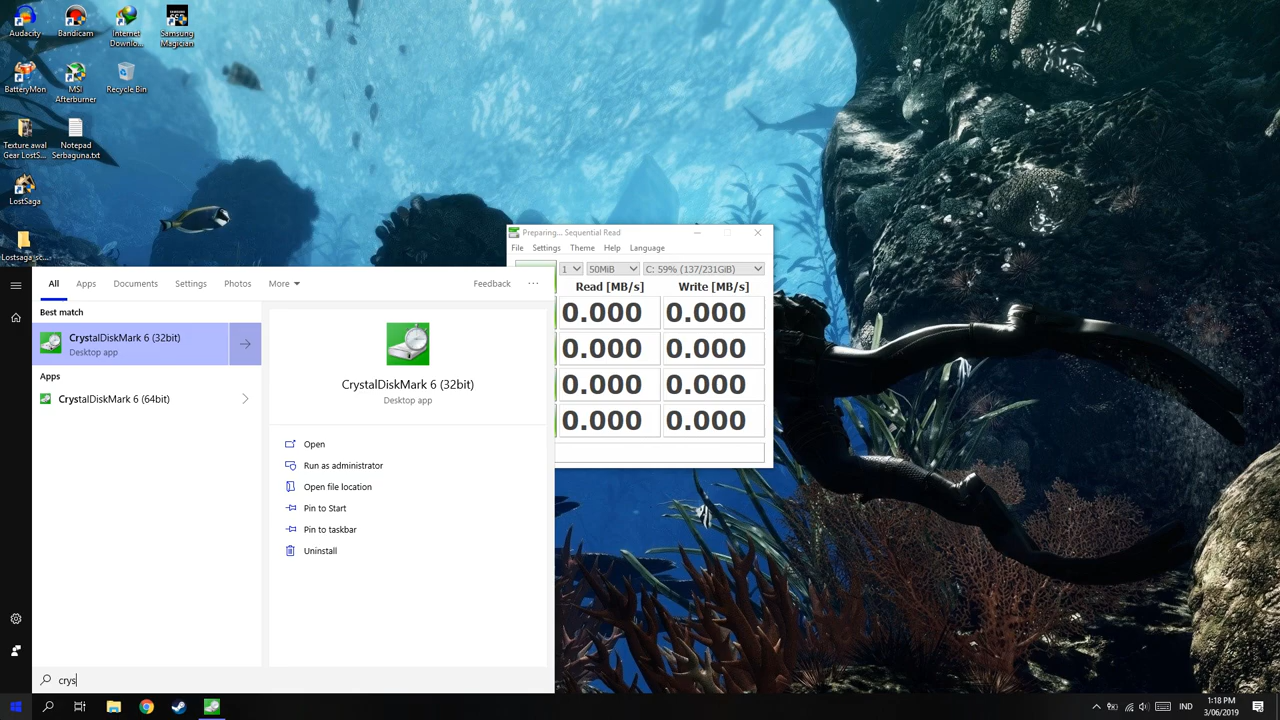 Audacity
Bandicam
Internet
Downlo...
SAMSUNG
SSD
Samsung
Magician
BatteryMon
MSI
Afterburner
Recycle Bin
Texture awal
Gear LostS...
Notepad
Serbaguna.txt
LostSaga
Lostsaga_sc...
Preparing... Sequential Read
File Settings Theme Help Language
1 50MiB C: 59% (137/231GiB)
Read [MB/s] Write [MB/s]
0.000 0.000
0.000 0.000
0.000 0.000
0.000 0.000
All Apps Documents Settings Photos More Feedback ...
Best match
CrystalDiskMark 6 (32bit)
Desktop app
Apps
CrystalDiskMark 6 (64bit)
CrystalDiskMark 6 (32bit)
Desktop app
Open
Run as administrator
Open file location
Pin to Start
Pin to taskbar
Uninstall
crys
IND
1:18 PM
3/06/2019